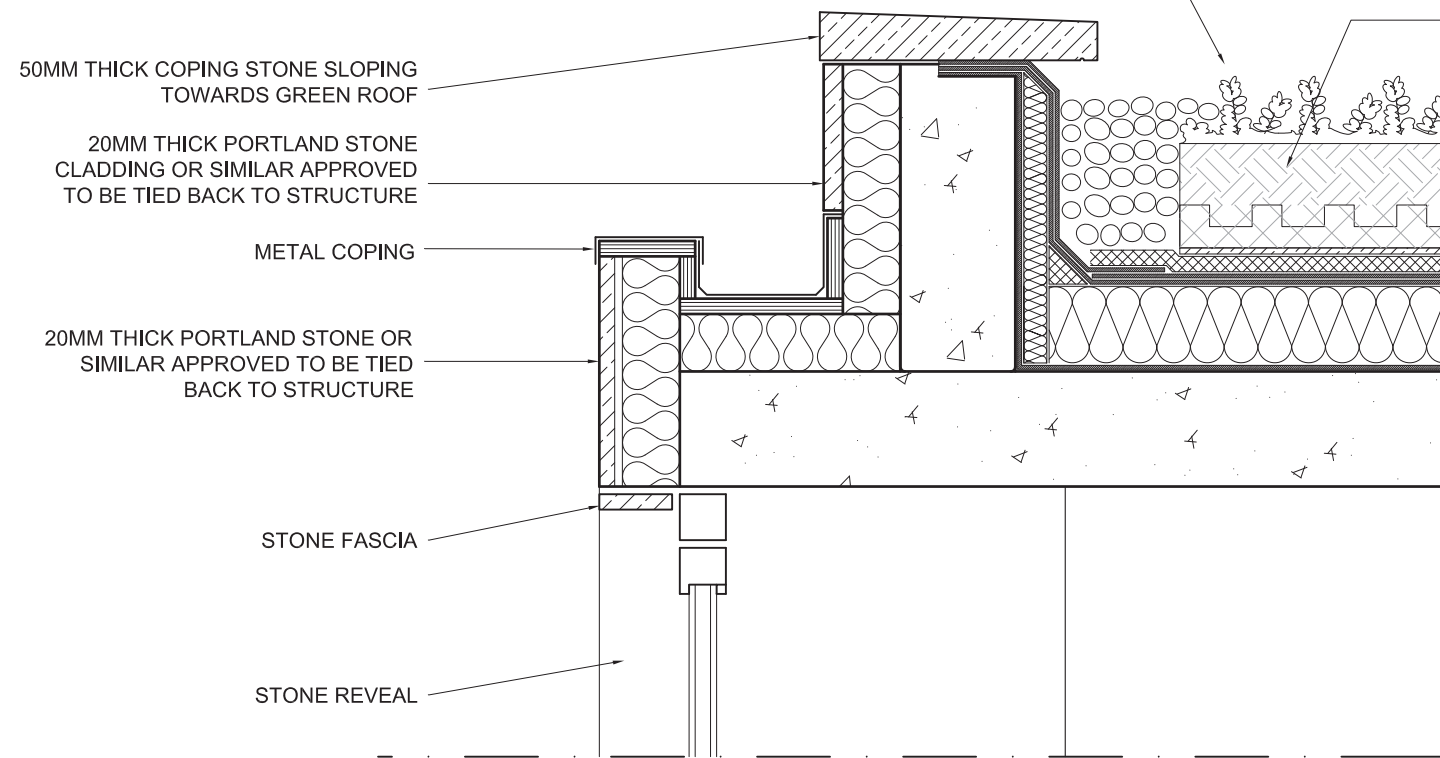 50MM THICK COPING STONE SLOPING
TOWARDS GREEN ROOF
20MM THICK PORTLAND STONE
CLADDING OR SIMILAR APPROVED
TO BE TIED BACK TO STRUCTURE
METAL COPING
20MM THICK PORTLAND STONE OR
SIMILAR APPROVED TO BE TIED
BACK TO STRUCTURE
STONE FASCIA
STONE REVEAL